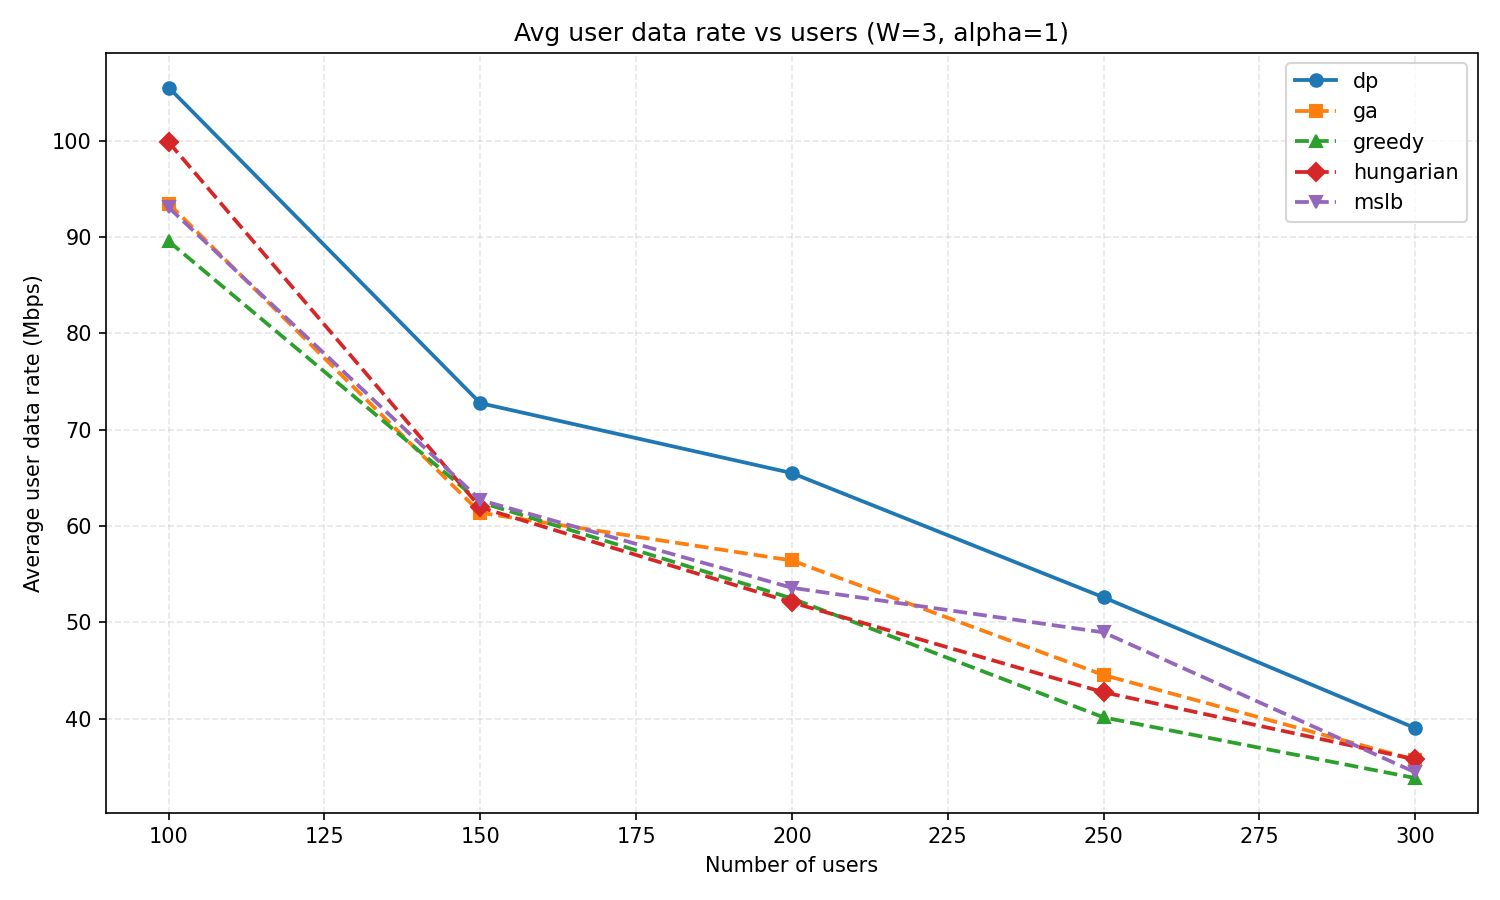 Avg user data rate vs users (W=3, alpha=1)
dp
ga
greedy
hungarian
mslb
Average user data rate (Mbps)
100
90
80
70
60
50
40
100 125 150 175 200 225 250 275 300
Number of users